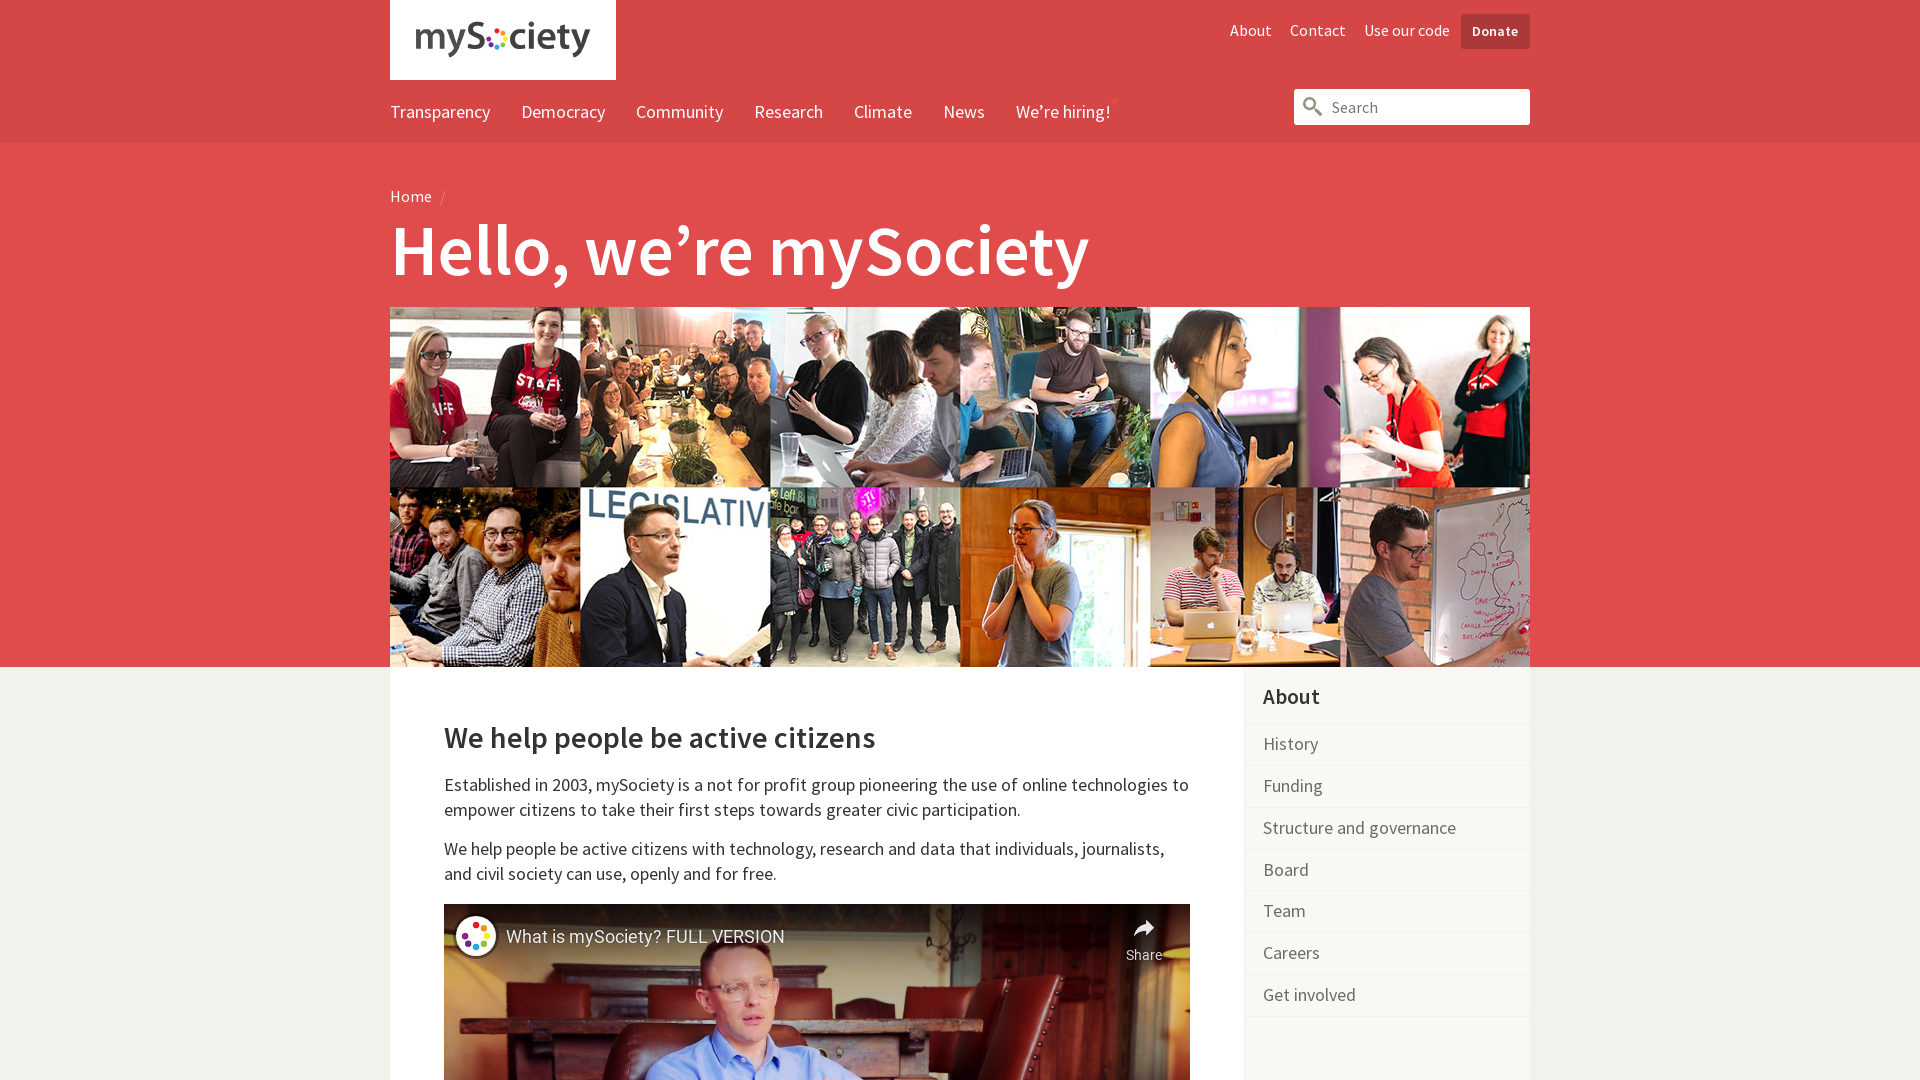 mySociety
About Contact Use our code Donate
Transparency Democracy Community Research Climate News We’re hiring!
Search
Home /
Hello, we’re mySociety
STAFF
LEGISLATIV
About
We help people be active citizens
Established in 2003, mySociety is a not for profit group pioneering the use of online technologies to
empower citizens to take their first steps towards greater civic participation.
We help people be active citizens with technology, research and data that individuals, journalists,
and civil society can use, openly and for free.
What is mySociety? FULL VERSION
Share
History
Funding
Structure and governance
Board
Team
Careers
Get involved